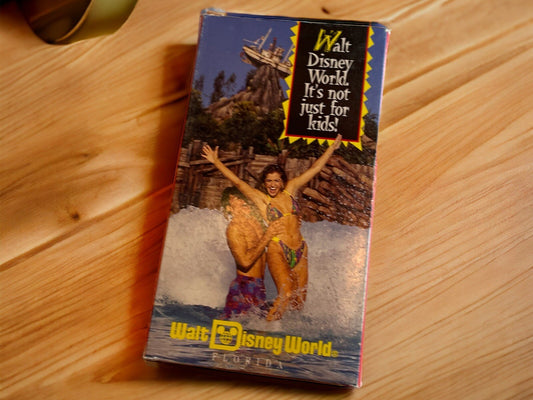 Walt
Disney
World.
It's not
just for
kids!
Walt Disney World®
FLORIDA